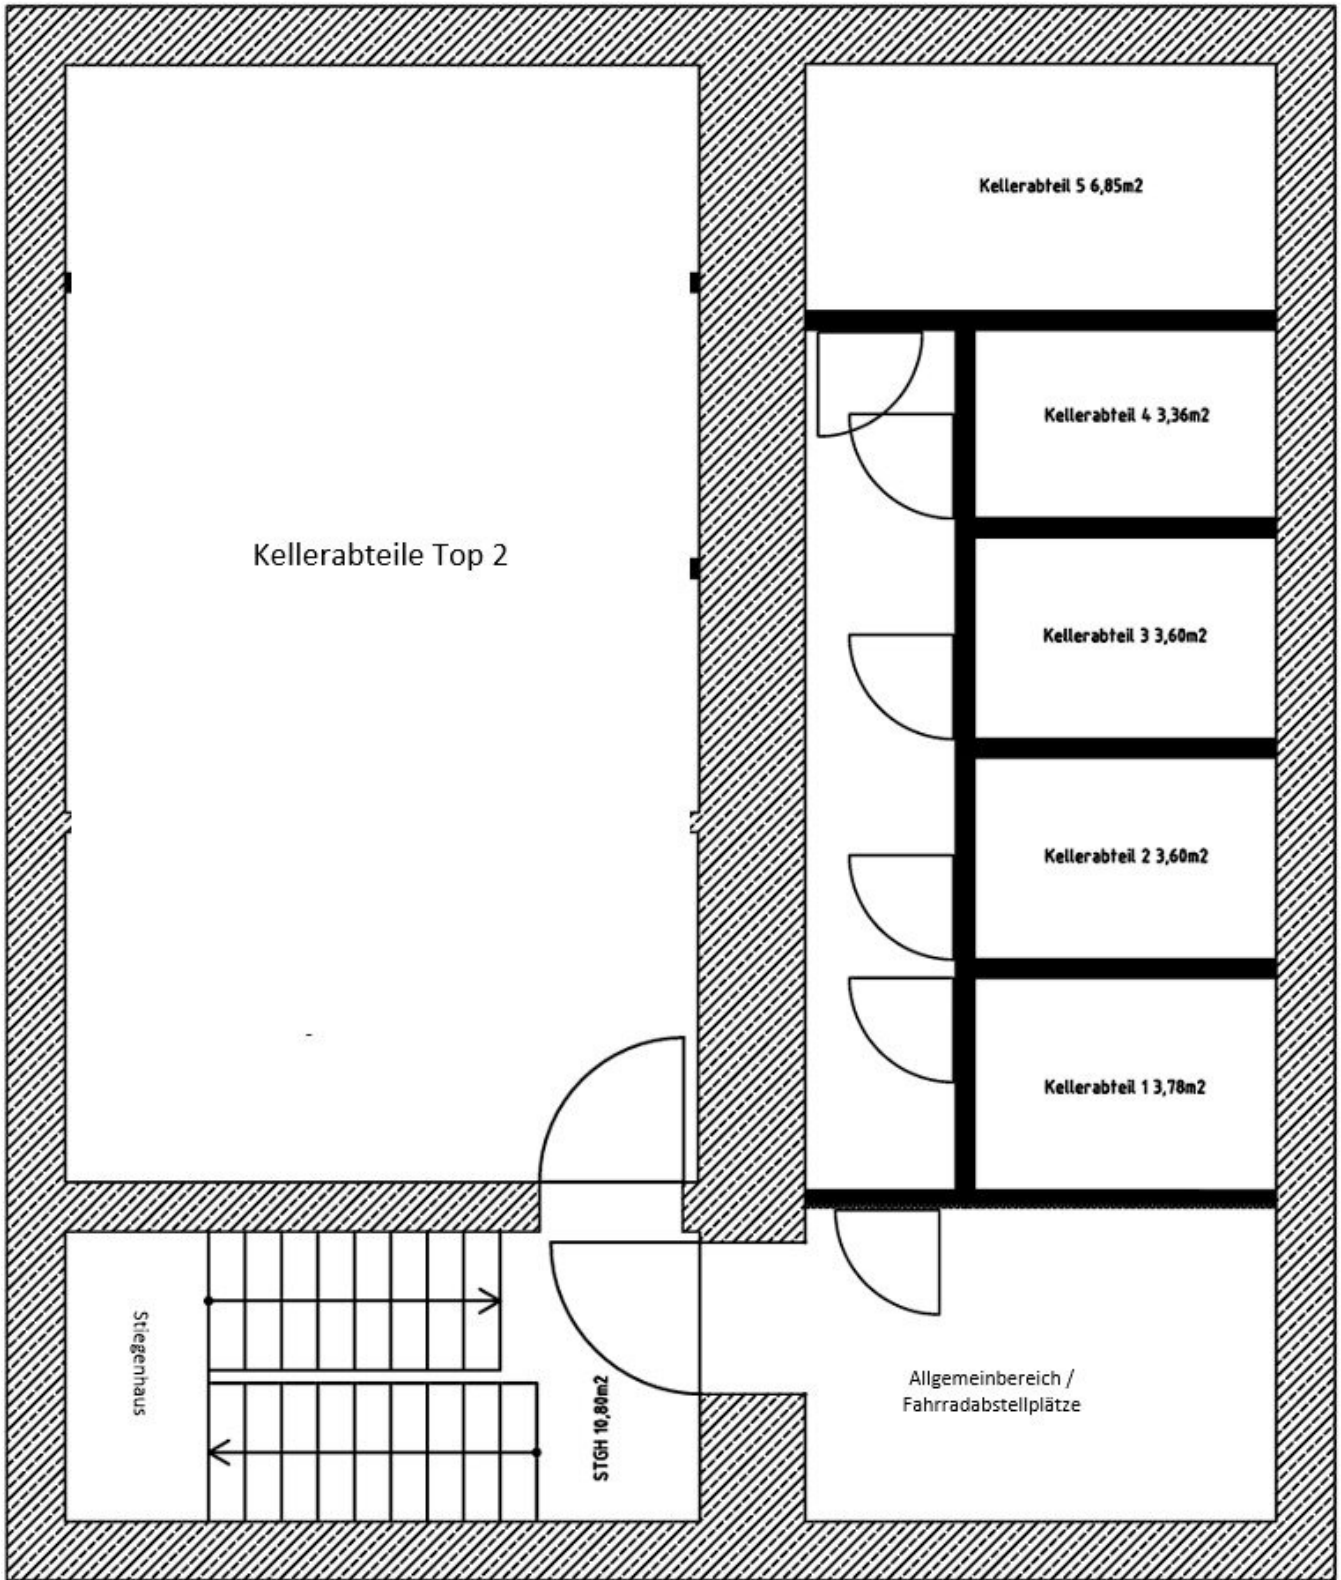 Kellerabteil 5 6,85m2
Kellerabteil 4 3,36m2
Kellerabteile Top 2
Kellerabteil 3 3,60m2
Kellerabteil 2 3,60m2
Kellerabteil 1 3,78m2
Stiegenhaus
STGH 10,80m2
Allgemeinbereich /
Fahrradabstellplätze